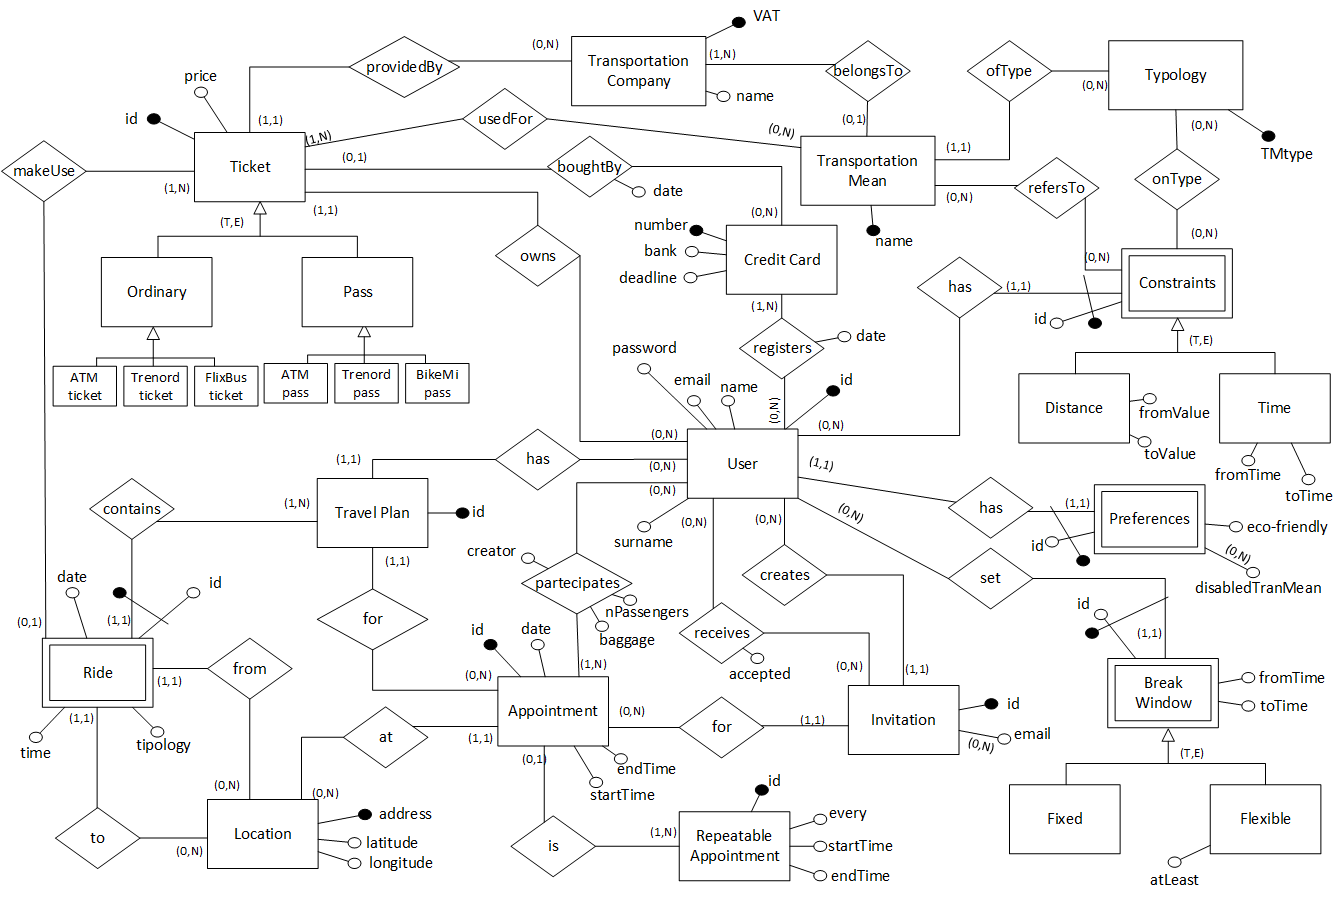 VAT
(0,N)
providedBy
Transportation
Company
(1,N)
belongsTo
ofType
Typology
(0,N)
price
name
id
(1,1)
usedFor
(1,N)
(0,N)
(0,1)
(0,N)
TMtype
makeUse
Ticket
(0,1)
boughtBy
date
Transportation
Mean
(1,1)
(0,N)
refersTo
onType
(1,N)
(1,1)
(T,E)
(0,N)
number
bank
deadline
Credit Card
name
(0,N)
(0,N)
owns
Ordinary
Pass
has
(1,1)
Constraints
id
(1,N)
registers
date
(T,E)
ATM
ticket
Trenord
ticket
FlixBus
ticket
ATM
pass
Trenord
pass
BikeMi
pass
password
email
name
id
(0,N)
(0,N)
Distance
fromValue
toValue
Time
fromTime
toTime
(0,N)
(1,1)
has
(0,N)
User
(1,1)
(0,N)
(0,N)
contains
(1,N)
Travel Plan
id
surname
(0,N)
(0,N)
has
(1,1)
Preferences
eco-friendly
id
(0,N)
disabledTranMean
(1,1)
creator
partecipates
nPassengers
baggage
creates
set
date
id
(1,1)
(0,1)
for
id
date
receives
accepted
id
(1,1)
Ride
(1,1)
from
(0,N)
(1,N)
(0,N)
(1,1)
Break
Window
fromTime
toTime
(1,1)
time
tipology
at
(1,1)
Appointment
(0,N)
for
(1,1)
Invitation
id
email
(0,N)
(0,1)
endTime
startTime
(T,E)
(0,N)
(0,N)
to
(0,N)
Location
address
latitude
longitude
is
(1,N)
id
Repeatable
Appointment
every
startTime
endTime
Fixed
Flexible
atLeast